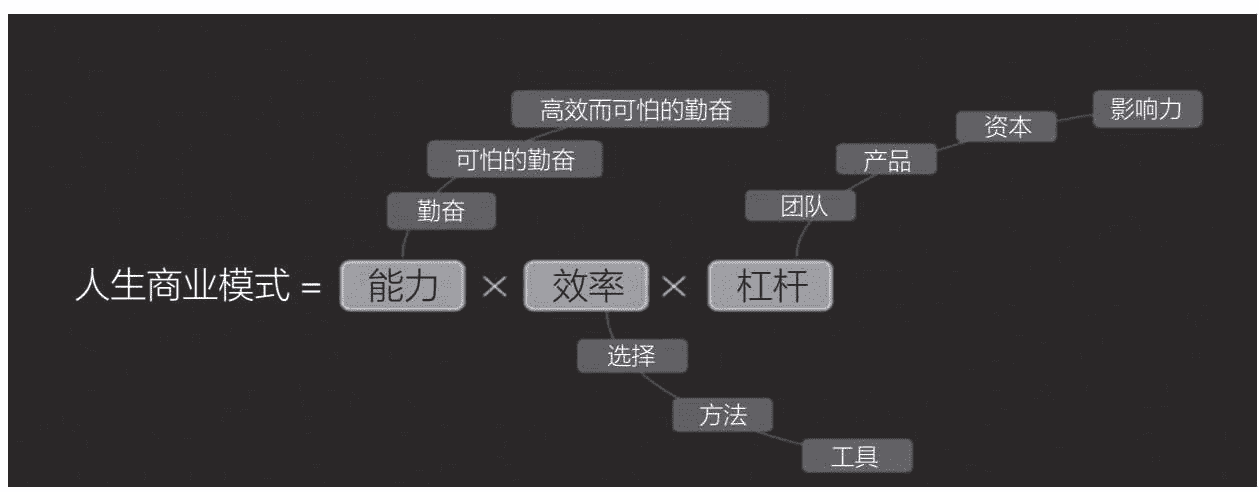 高效而可怕的勤奋
影响力
资本
可怕的勤奋
产品
勤奋
团队
人生商业模式 = 能力 × 效率 × 杠杆
选择
方法
工具